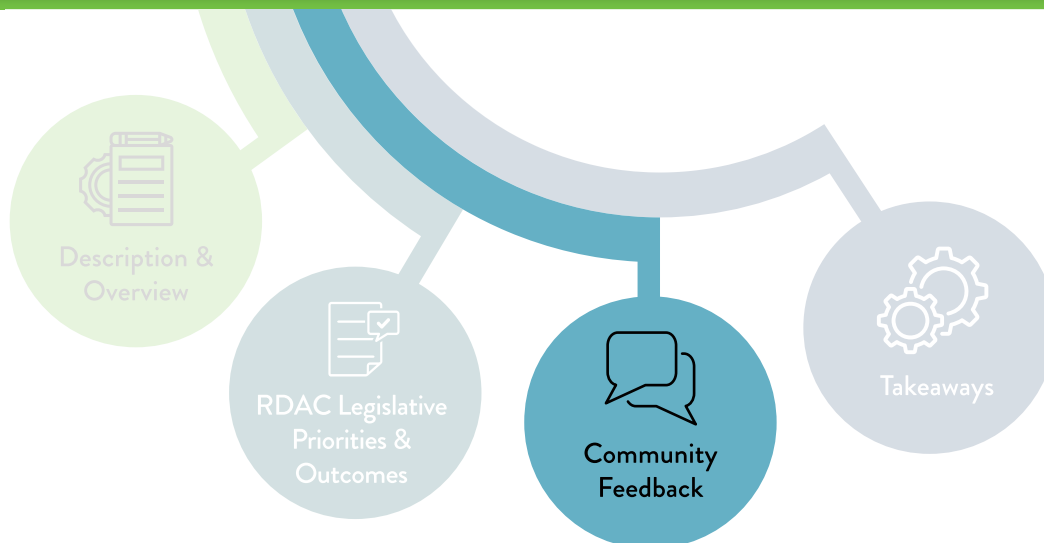 Description &
Overview
RDAC Legislative
Priorities &
Outcomes
Community
Feedback
Takeaways